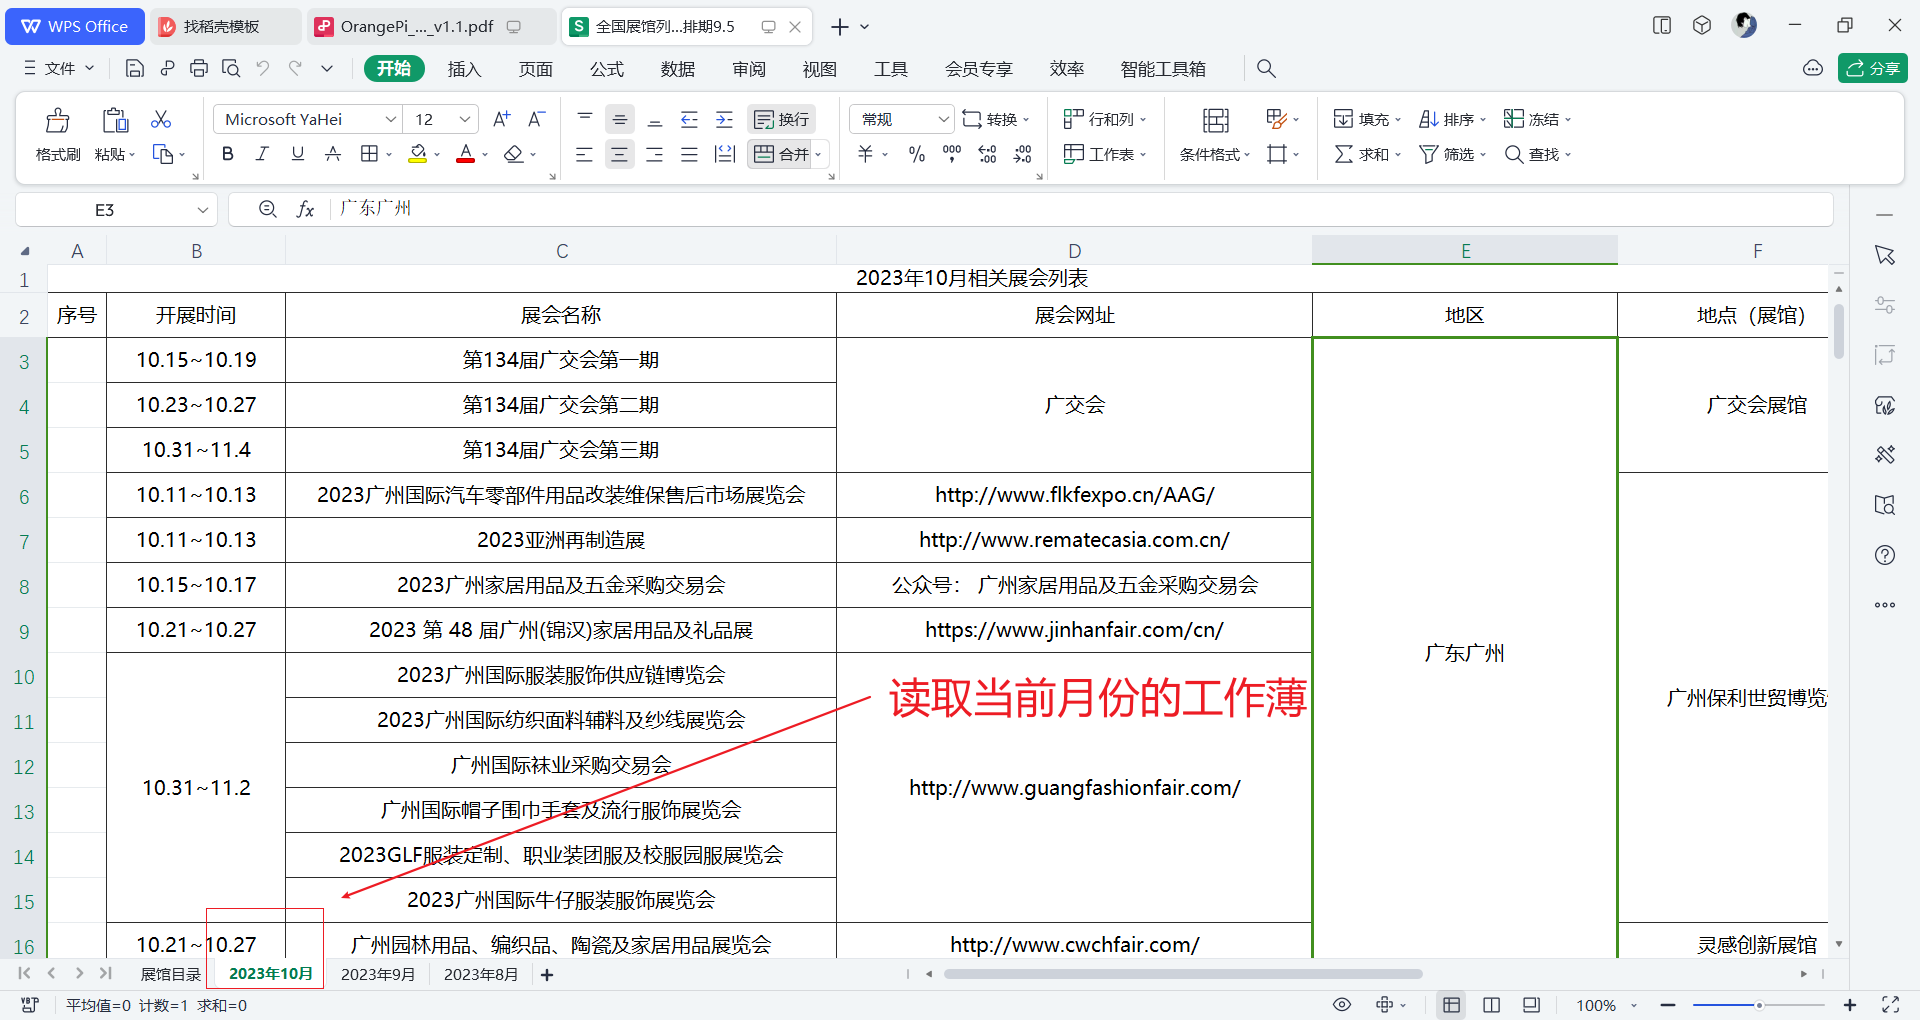 WPS Office 找稻壳模板 OrangePi_..._v1.1.pdf 全国展馆列...排期9.5
文件 开始 插入 页面 公式 数据 审阅 视图 工具 会员专享 效率 智能工具箱 分享
Microsoft YaHei 12 A+ A- 换行 常规 转换 行和列 填充 排序 冻结
格式刷 粘贴 B I U A 合并 % 工作表 条件格式 求和 筛选 查找
E3 fx 广东广州
A B C D E F
1 2023年10月相关展会列表
2 序号 开展时间 展会名称 展会网址 地区 地点（展馆）
3 10.15~10.19 第134届广交会第一期
4 10.23~10.27 第134届广交会第二期 广交会 广交会展馆
5 10.31~11.4 第134届广交会第三期
6 10.11~10.13 2023广州国际汽车零部件用品改装维保售后市场展览会 http://www.flkfexpo.cn/AAG/
7 10.11~10.13 2023亚洲再制造展 http://www.rematecasia.com.cn/
8 10.15~10.17 2023广州家居用品及五金采购交易会 公众号： 广州家居用品及五金采购交易会
9 10.21~10.27 2023 第 48 届广州(锦汉)家居用品及礼品展 https://www.jinhanfair.com/cn/
广东广州
10 2023广州国际服装服饰供应链博览会
读取当前月份的工作薄
广州保利世贸博览
11 2023广州国际纺织面料辅料及纱线展览会
12 广州国际袜业采购交易会
10.31~11.2 http://www.guangfashionfair.com/
13 广州国际帽子围巾手套及流行服饰展览会
14 2023GLF服装定制、职业装团服及校服园服展览会
15 2023广州国际牛仔服装服饰展览会
16 10.21~10.27 广州园林用品、编织品、陶瓷及家居用品展览会 http://www.cwchfair.com/ 灵感创新展馆
展馆目录 2023年10月 2023年9月 2023年8月 +
平均值=0 计数=1 求和=0 100%